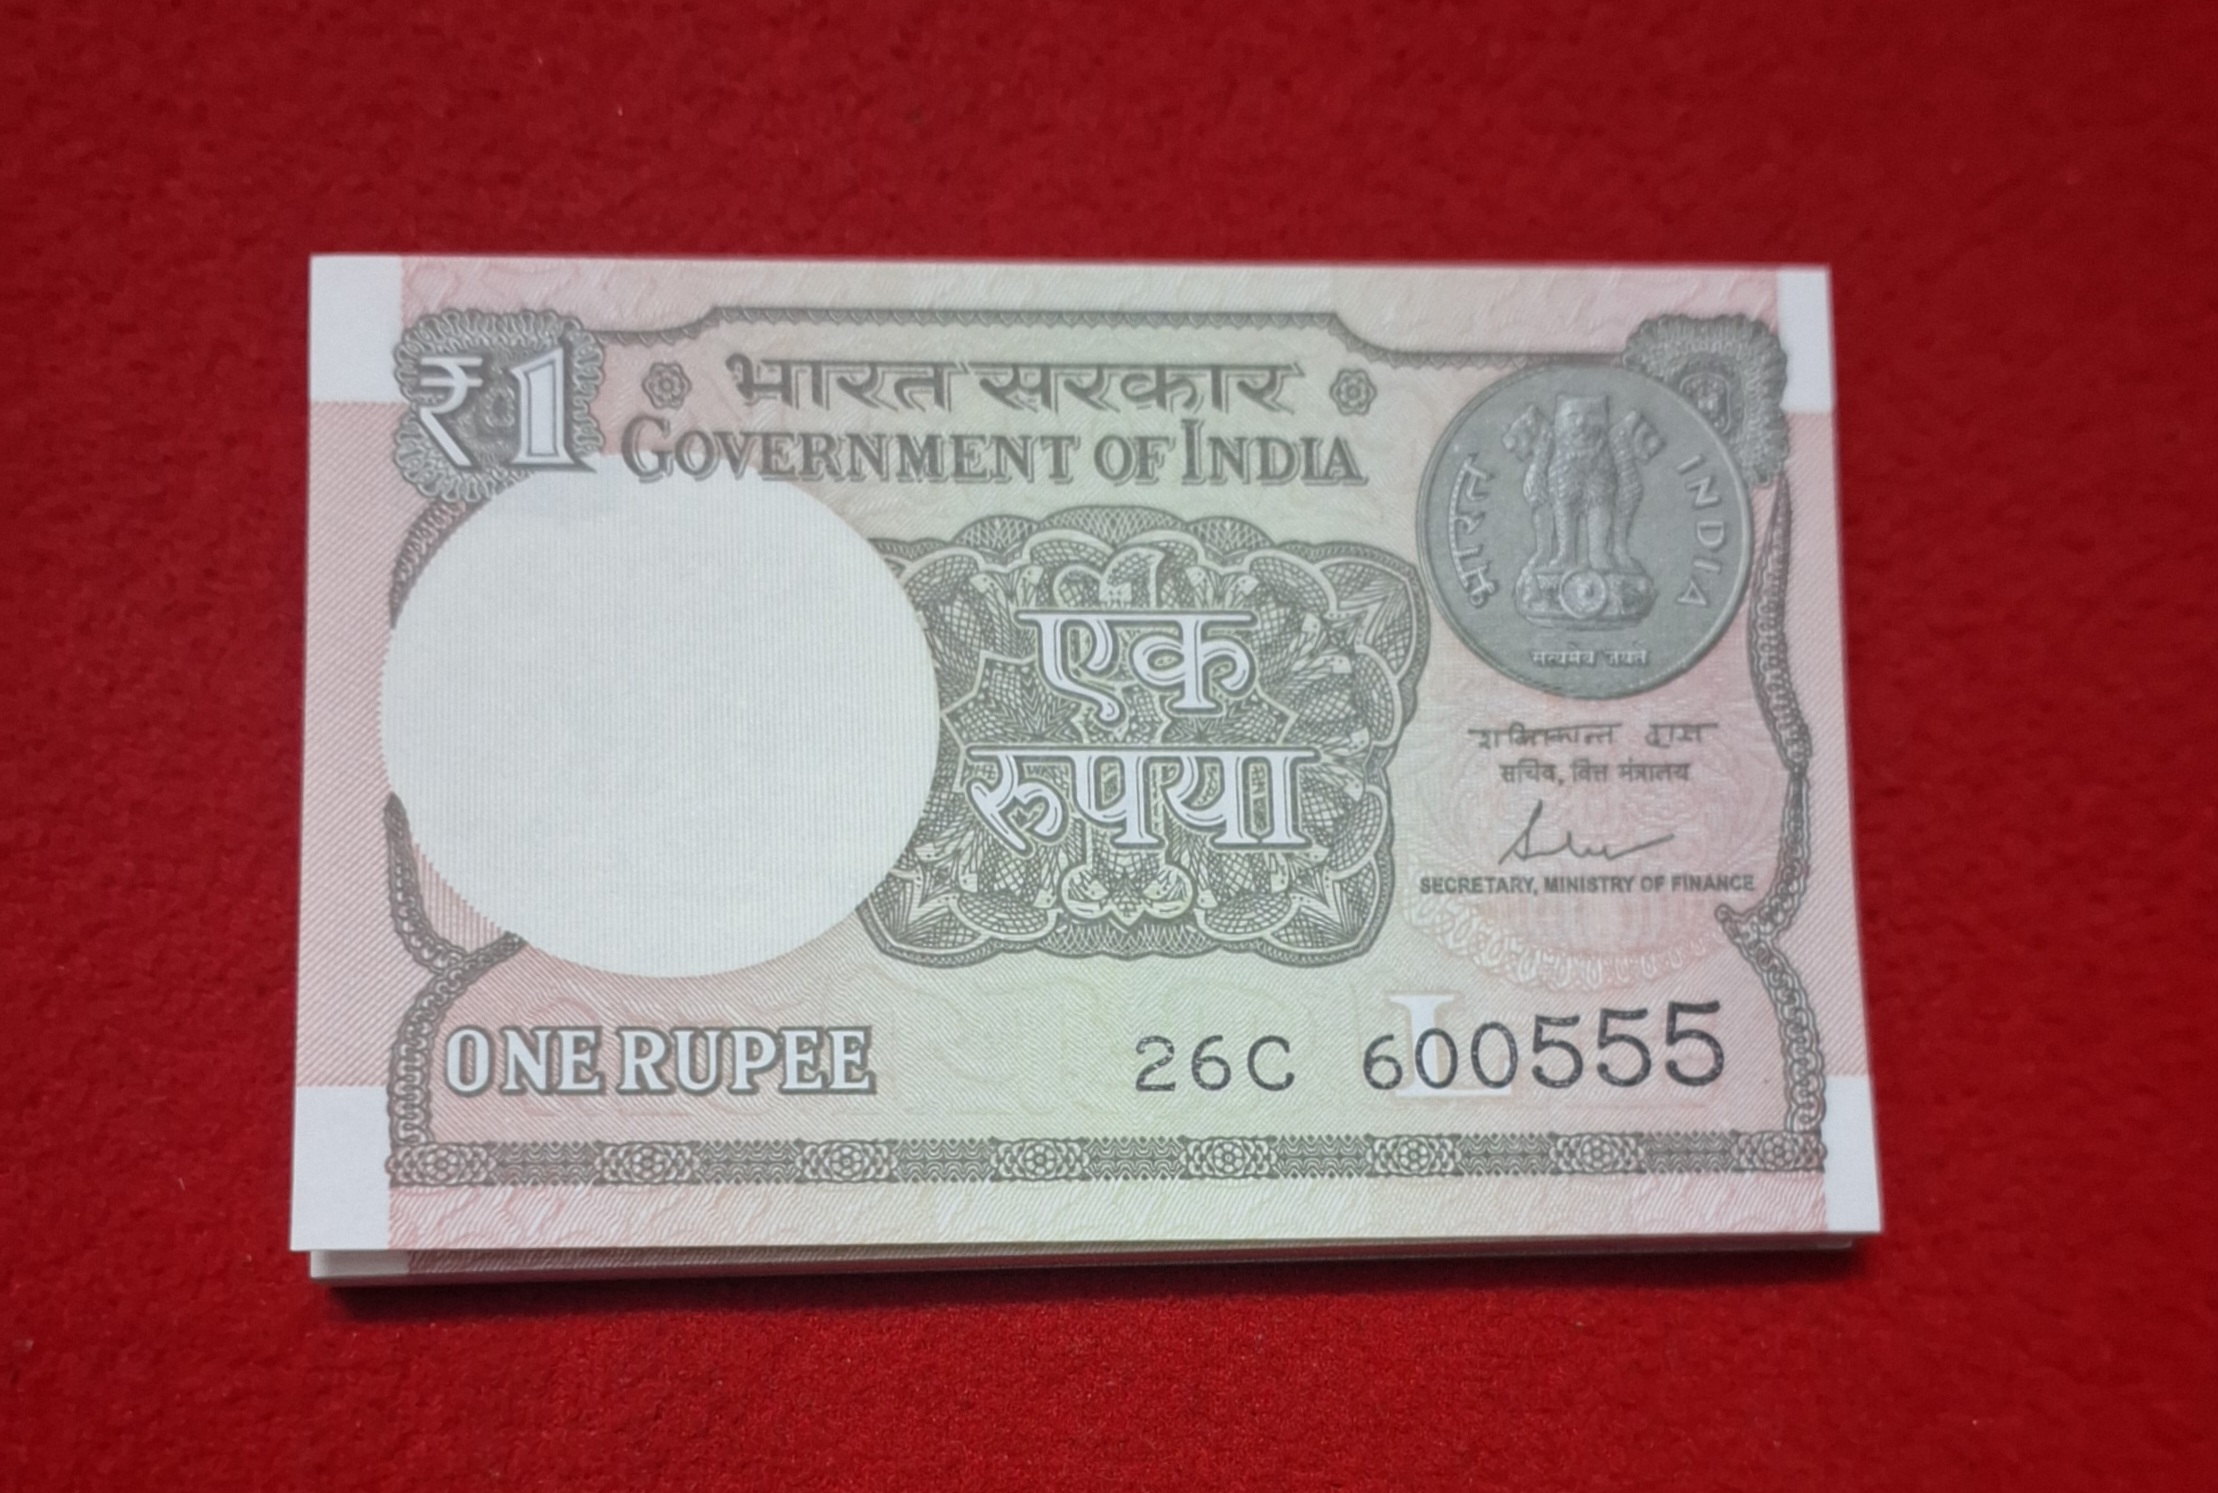 ₹1
भारत सरकार
GOVERNMENT OF INDIA
भारत INDIA
सत्यमेव जयते
एक
रुपया
शक्तिकान्त दास
सचिव, वित्त मंत्रालय
SECRETARY, MINISTRY OF FINANCE
L
ONE RUPEE 26C 600555